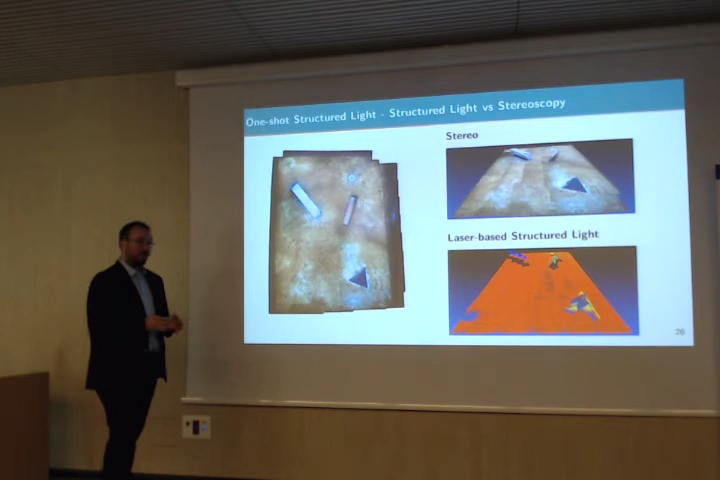 One-shot Structured Light - Structured Light vs Stereoscopy
Stereo
Laser-based Structured Light
26